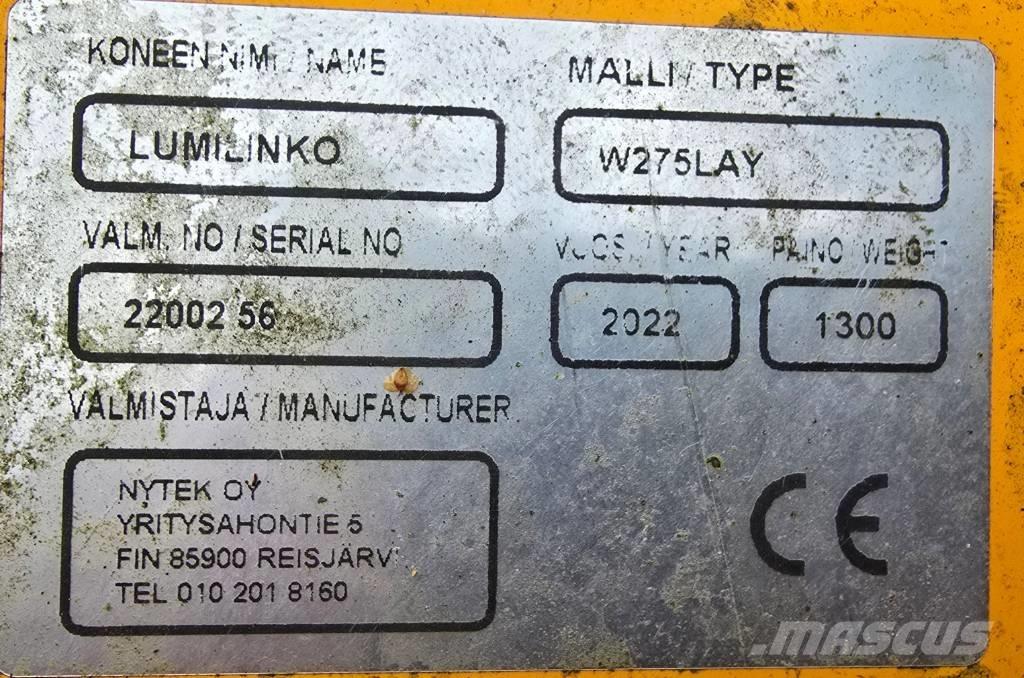 KONEEN NIMI / NAME
MALLI / TYPE
LUMILINKO
W275LAY
VALM. NO / SERIAL NO
VUOSI / YEAR
PAINO / WEIGHT
22002 56
2022
1300
VALMISTAJA / MANUFACTURER
NYTEK OY
YRITYSAHONTIE 5
FIN 85900 REISJÄRVI
TEL 010 201 8160
CE
.mascus